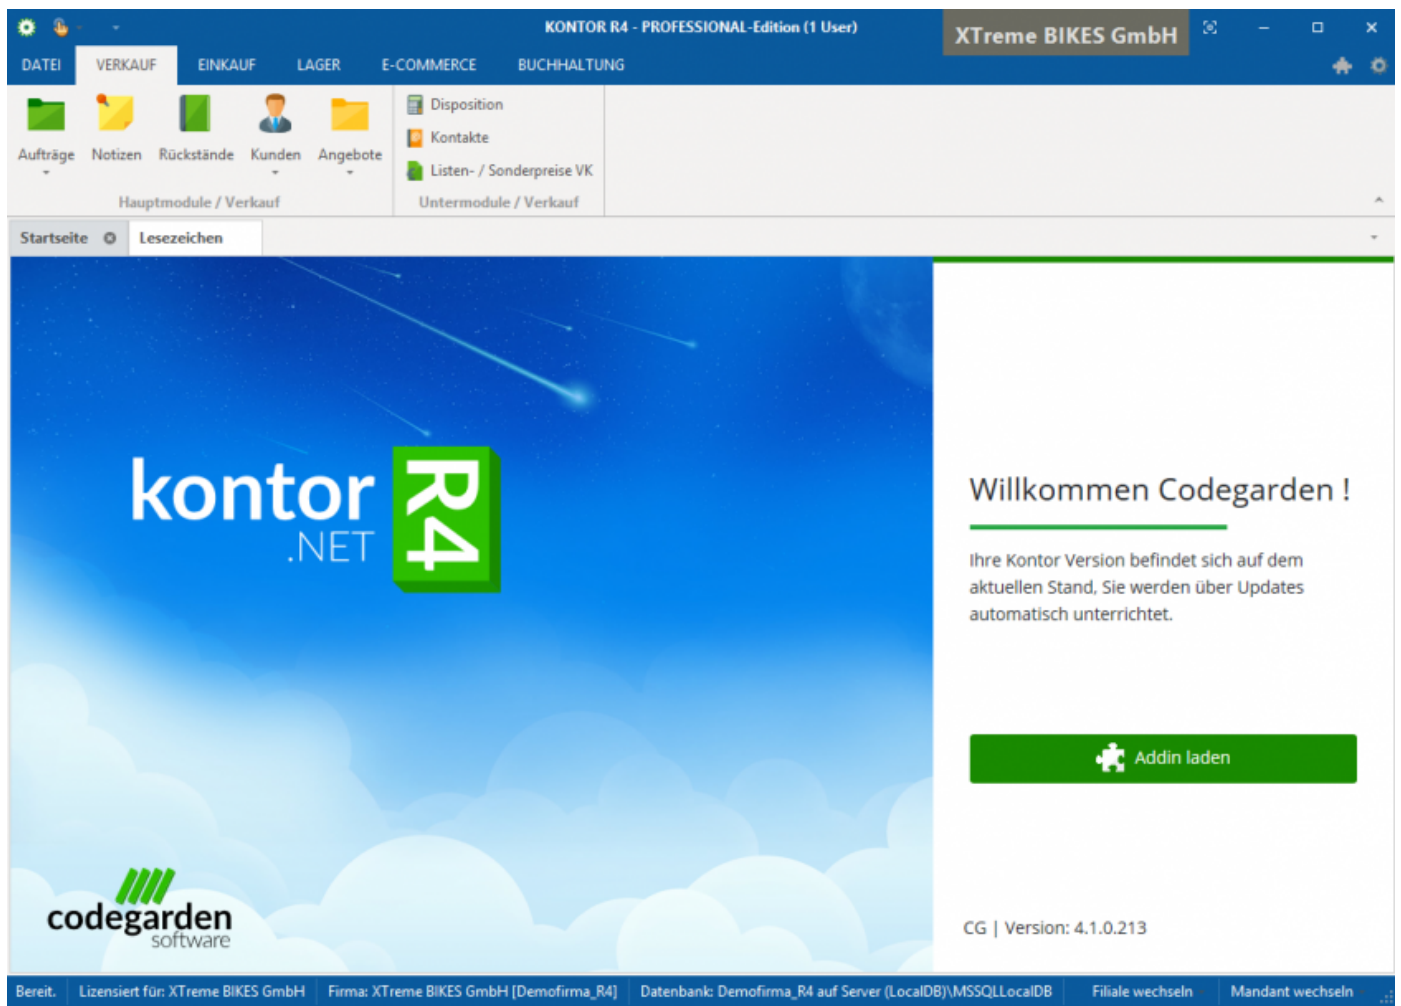 KONTOR R4 - PROFESSIONAL-Edition (1 User)
XTreme BIKES GmbH
DATEI VERKAUF EINKAUF LAGER E-COMMERCE BUCHHALTUNG
Aufträge Notizen Rückstände Kunden Angebote
Disposition
Kontakte
Listen- / Sonderpreise VK
Hauptmodule / Verkauf
Untermodule / Verkauf
Startseite Lesezeichen
kontor
.NET
R4
Willkommen Codegarden !
Ihre Kontor Version befindet sich auf dem
aktuellen Stand, Sie werden über Updates
automatisch unterrichtet.
Addin laden
codegarden
software
CG | Version: 4.1.0.213
Bereit. Lizensiert für: XTreme BIKES GmbH Firma: XTreme BIKES GmbH [Demofirma_R4] Datenbank: Demofirma_R4 auf Server (LocalDB)\MSSQLLocalDB Filiale wechseln Mandant wechseln